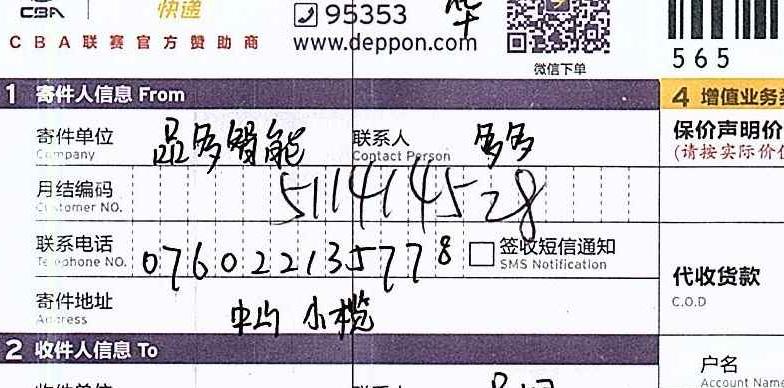 CBA 快递
95353
CBA联赛官方赞助商 www.deppon.com
微信下单
565
1 寄件人信息 From
4 增值业务
寄件单位 Company 品多智能 联系人 Contact Person 多多
保价声明价
(请按实际价
月结编码 Customer NO. 511414528
联系电话 Telephone NO. 076022135778 签收短信通知 SMS Notification
代收货款
C.O.D
寄件地址 Address 中山 小榄
2 收件人信息 To
户名
Account Name